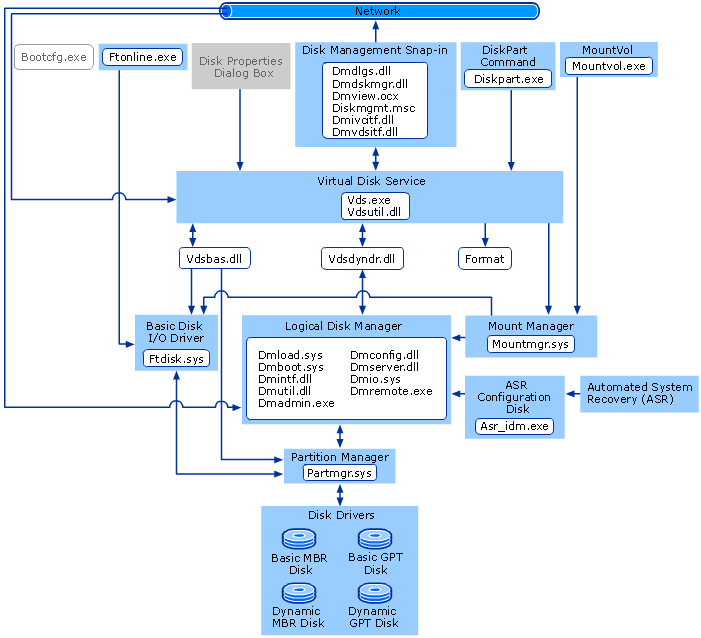 Network
Bootcfg.exe
Ftonline.exe
Disk Properties
Dialog Box
Disk Management Snap-in
Dmdlgs.dll
Dmdskmgr.dll
Dmview.ocx
Diskmgmt.msc
Dmivcitf.dll
Dmvdsitf.dll
DiskPart
Command
Diskpart.exe
MountVol
Mountvol.exe
Virtual Disk Service
Vds.exe
Vdsutil.dll
Vdsbas.dll
Vdsdyndr.dll
Format
Basic Disk
I/O Driver
Ftdisk.sys
Logical Disk Manager
Dmload.sys
Dmboot.sys
Dmintf.dll
Dmutil.dll
Dmadmin.exe
Dmconfig.dll
Dmserver.dll
Dmio.sys
Dmremote.exe
Mount Manager
Mountmgr.sys
ASR
Configuration
Disk
Asr_idm.exe
Automated System
Recovery (ASR)
Partition Manager
Partmgr.sys
Disk Drivers
Basic MBR
Disk
Basic GPT
Disk
Dynamic
MBR Disk
Dynamic
GPT Disk